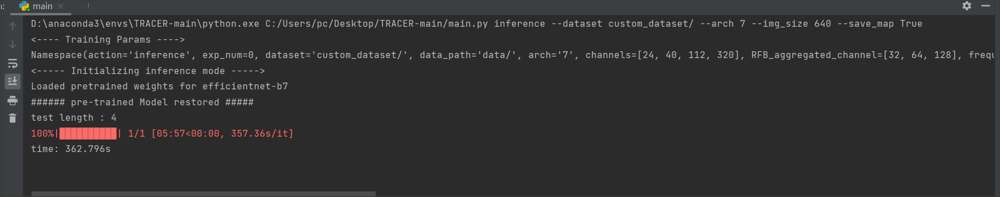 main
D:\anaconda3\envs\TRACER-main\python.exe C:/Users/pc/Desktop/TRACER-main/main.py inference --dataset custom_dataset/ --arch 7 --img_size 640 --save_map True
<---- Training Params ---->
Namespace(action='inference', exp_num=0, dataset='custom_dataset/', data_path='data/', arch='7', channels=[24, 40, 112, 320], RFB_aggregated_channel=[32, 64, 128], frequ
<----- Initializing inference mode ----->
Loaded pretrained weights for efficientnet-b7
###### pre-trained Model restored #####
test length : 4
100%|██████████| 1/1 [05:57<00:00, 357.36s/it]
time: 362.796s